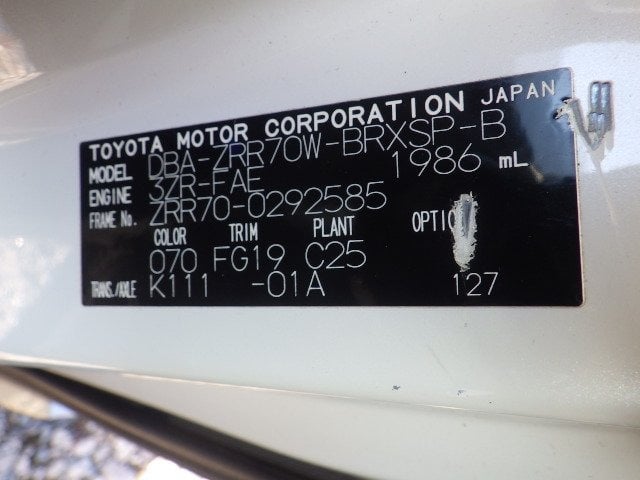 TOYOTA MOTOR CORPORATION JAPAN
MODEL DBA-ZRR70W-BRXSP-B
ENGINE 3ZR-FAE 1986 mL
FRAME No. ZRR70-0292585
COLOR TRIM PLANT OPTIO
070 FG19 C25
TRANS./AXLE K111 -01A 127